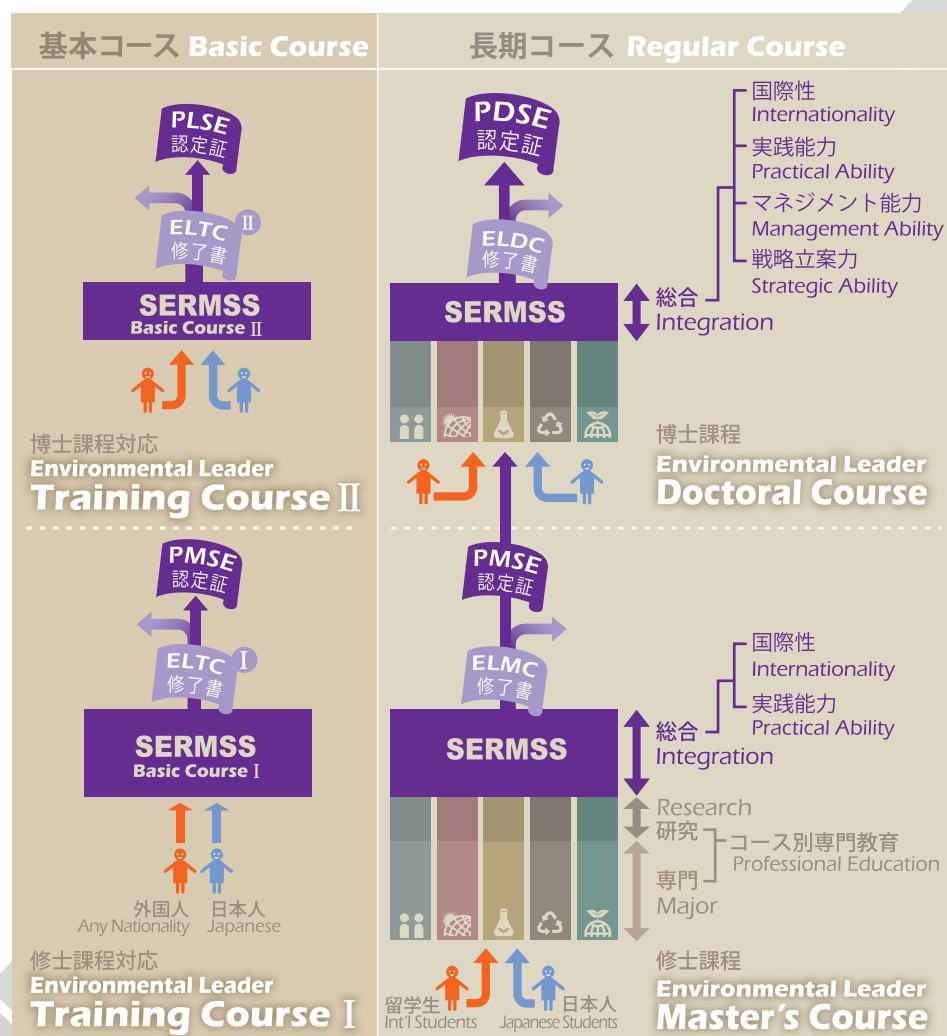 基本コース Basic Course
長期コース Regular Course
PLSE
認定証
ELTC
修了書
Ⅱ
SERMSS
Basic Course Ⅱ
博士課程対応
Environmental Leader
Training Course Ⅱ
PDSE
認定証
ELDC
修了書
SERMSS
総合
Integration
国際性
Internationality
実践能力
Practical Ability
マネジメント能力
Management Ability
戦略立案力
Strategic Ability
博士課程
Environmental Leader
Doctoral Course
PMSE
認定証
ELTC
修了書
Ⅰ
SERMSS
Basic Course Ⅰ
外国人
Any Nationality
日本人
Japanese
修士課程対応
Environmental Leader
Training Course Ⅰ
PMSE
認定証
ELMC
修了書
SERMSS
総合
Integration
国際性
Internationality
実践能力
Practical Ability
Research
研究
コース別専門教育
Professional Education
専門
Major
留学生
Int'l Students
日本人
Japanese Students
修士課程
Environmental Leader
Master's Course